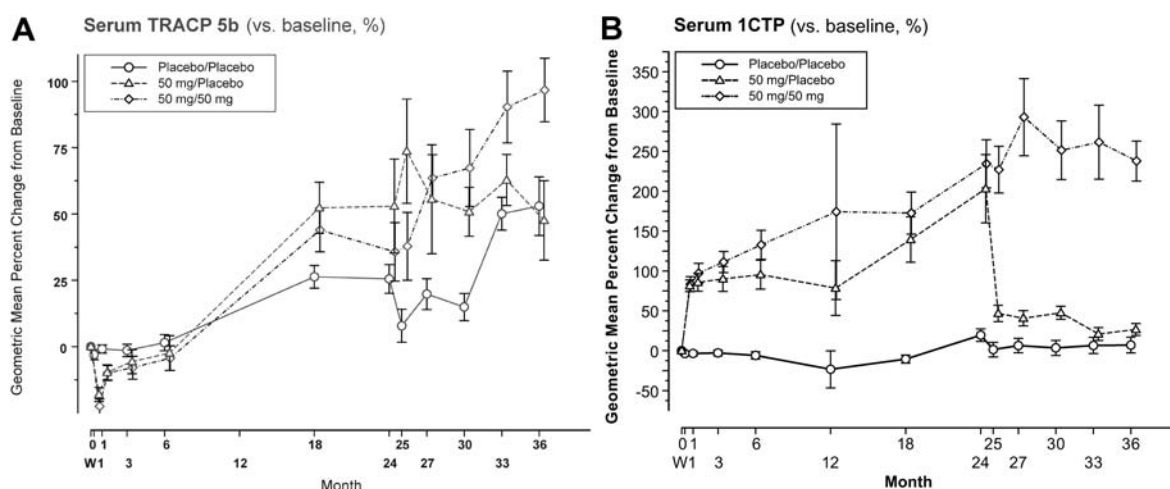 A Serum TRACP 5b (vs. baseline, %)
Geometric Mean Percent Change from Baseline
Placebo/Placebo
50 mg/Placebo
50 mg/50 mg
100
75
50
25
0
0 1 6 18 25 30 36
W1 3 12 24 27 33
Month
B Serum 1CTP (vs. baseline, %)
Geometric Mean Percent Change from Baseline
Placebo/Placebo
50 mg/Placebo
50 mg/50 mg
350
300
250
200
150
100
50
0
-50
0 1 6 18 25 30 36
W1 3 12 24 27 33
Month